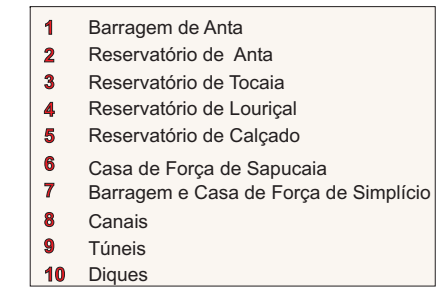 1 Barragem de Anta
2 Reservatório de Anta
3 Reservatório de Tocaia
4 Reservatório de Louriçal
5 Reservatório de Calçado
6 Casa de Força de Sapucaia
7 Barragem e Casa de Força de Simplício
8 Canais
9 Túneis
10 Diques